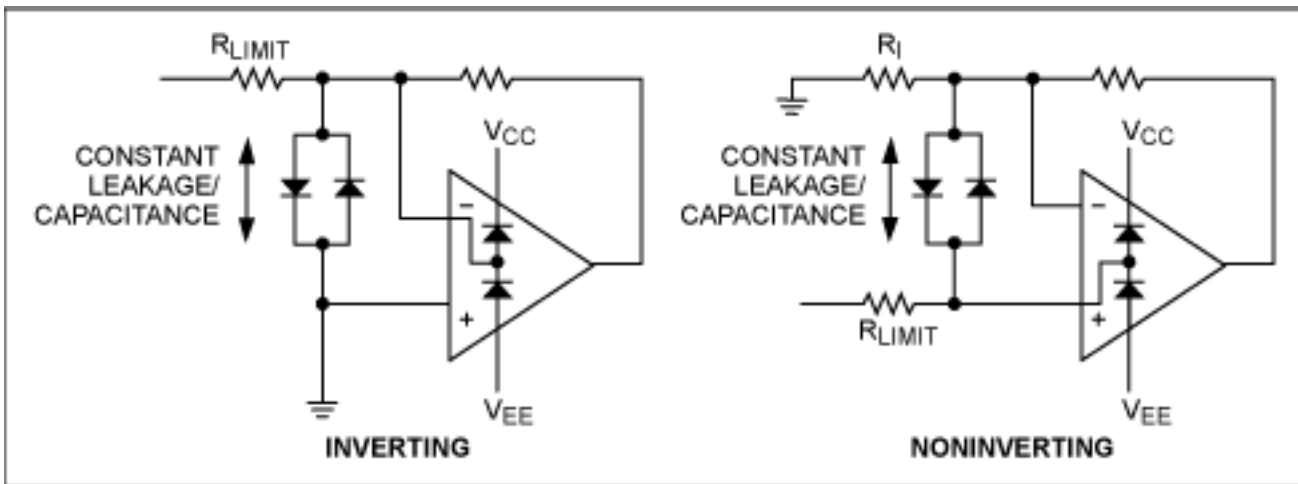 RLIMIT
VCC
CONSTANT
LEAKAGE/
CAPACITANCE
−
+
VEE
INVERTING
RI
VCC
CONSTANT
LEAKAGE/
CAPACITANCE
−
+
RLIMIT
VEE
NONINVERTING